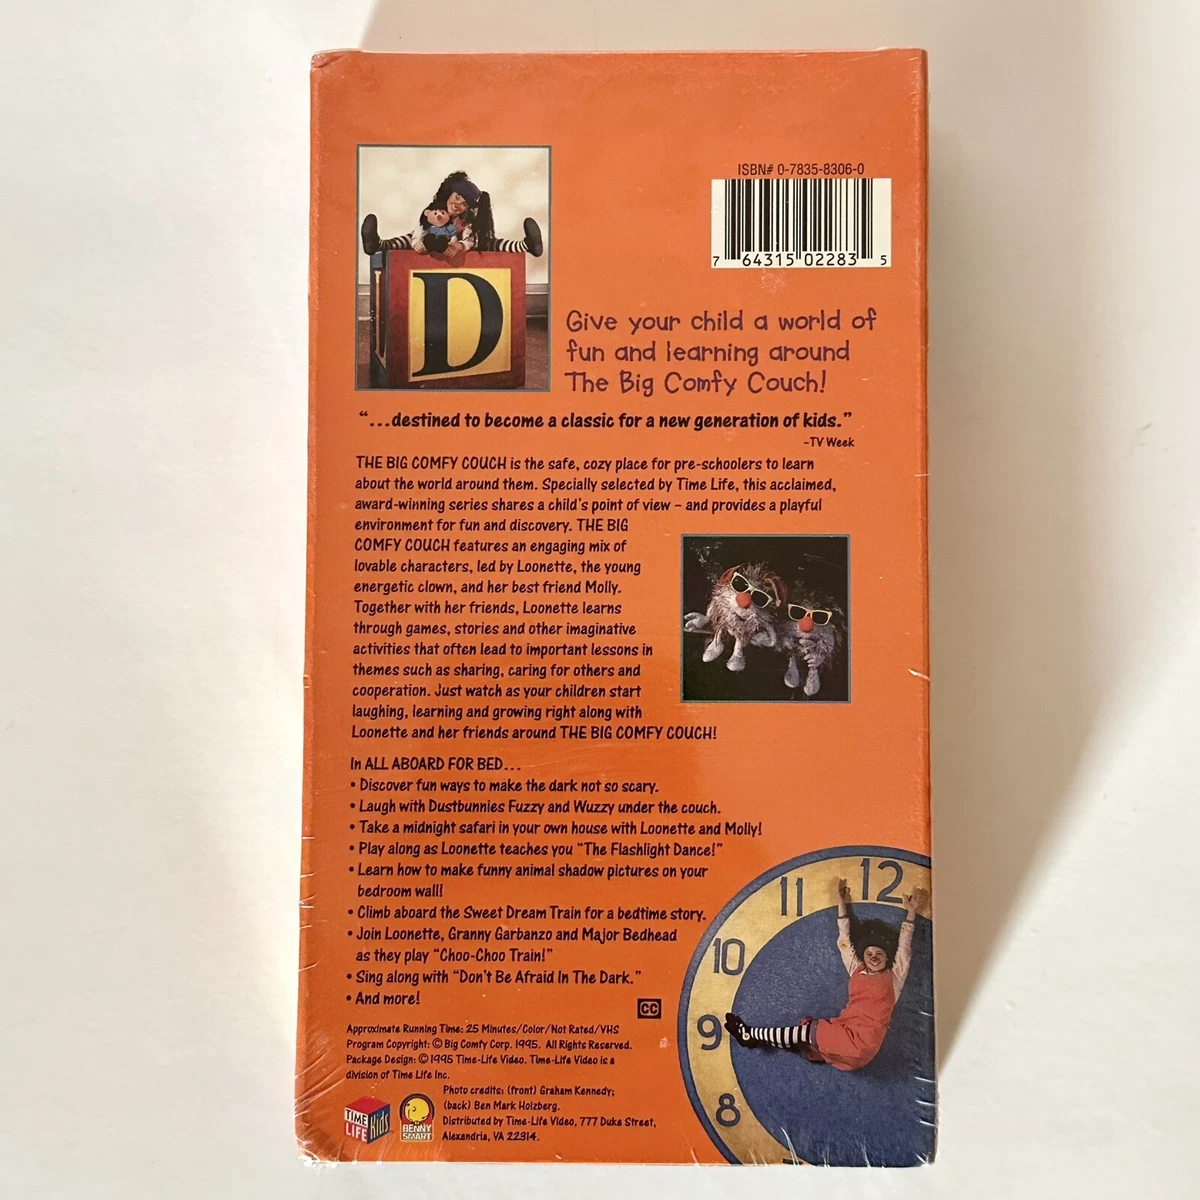 ISBN# 0-7835-8306-0
7 64315 02283 5
D
Give your child a world of
fun and learning around
The Big Comfy Couch!
"...destined to become a classic for a new generation of kids."
-TV Week
THE BIG COMFY COUCH is the safe, cozy place for pre-schoolers to learn
about the world around them. Specially selected by Time Life, this acclaimed,
award-winning series shares a child's point of view – and provides a playful
environment for fun and discovery. THE BIG
COMFY COUCH features an engaging mix of
lovable characters, led by Loonette, the young
energetic clown, and her best friend Molly.
Together with her friends, Loonette learns
through games, stories and other imaginative
activities that often lead to important lessons in
themes such as sharing, caring for others and
cooperation. Just watch as your children start
laughing, learning and growing right along with
Loonette and her friends around THE BIG COMFY COUCH!
In ALL ABOARD FOR BED...
• Discover fun ways to make the dark not so scary.
• Laugh with Dustbunnies Fuzzy and Wuzzy under the couch.
• Take a midnight safari in your own house with Loonette and Molly!
• Play along as Loonette teaches you "The Flashlight Dance!"
• Learn how to make funny animal shadow pictures on your
bedroom wall!
• Climb aboard the Sweet Dream Train for a bedtime story.
• Join Loonette, Granny Garbanzo and Major Bedhead
as they play "Choo-Choo Train!"
• Sing along with "Don't Be Afraid In The Dark."
• And more!
CC
12
11
10
9
8
Approximate Running Time: 25 Minutes/Color/Not Rated/VHS
Program Copyright: © Big Comfy Corp. 1995. All Rights Reserved.
Package Design: © 1995 Time-Life Video. Time-Life Video is a
division of Time Life Inc.
Photo credits: (front) Graham Kennedy;
(back) Ben Mark Holzberg.
Distributed by Time-Life Video, 777 Duke Street,
Alexandria, VA 22314.
TIME LIFE Kids
BENNY SMART